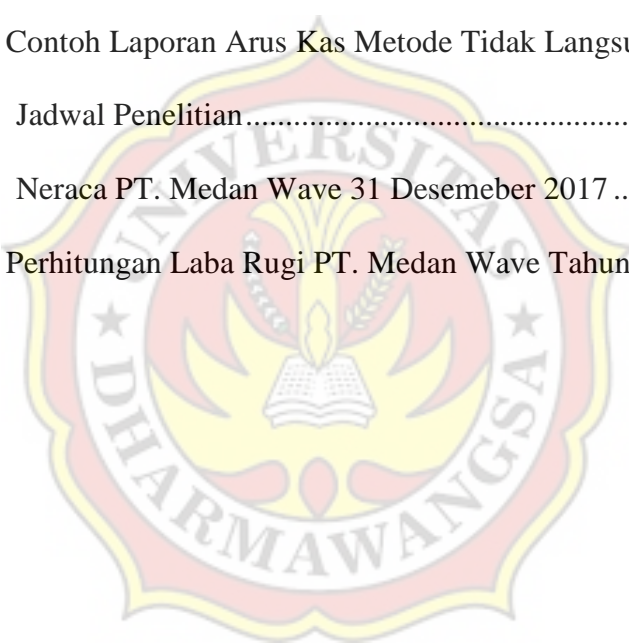 Contoh Laporan Arus Kas Metode Tidak
Jadwal Penelitian................................................
Neraca PT. Medan Wave 31 Desemeber 2017 ..
Perhitungan Laba Rugi PT. Medan Wave Tahun
UNIVERSITAS
DHARMAWANGSA